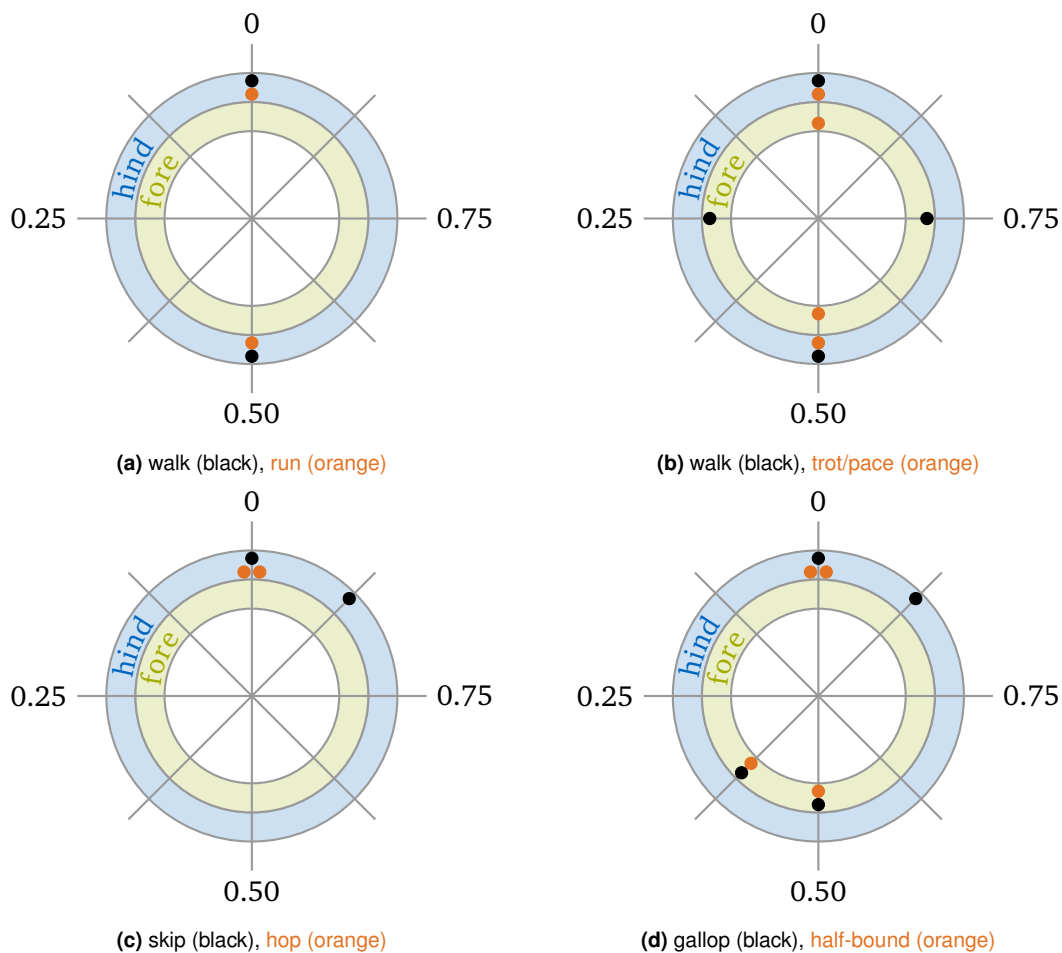 0
hind
fore
0.25
0.75
0.50
(a) walk (black), run (orange)
0
hind
fore
0.25
0.75
0.50
(b) walk (black), trot/pace (orange)
0
hind
fore
0.25
0.75
0.50
(c) skip (black), hop (orange)
0
hind
fore
0.25
0.75
0.50
(d) gallop (black), half-bound (orange)